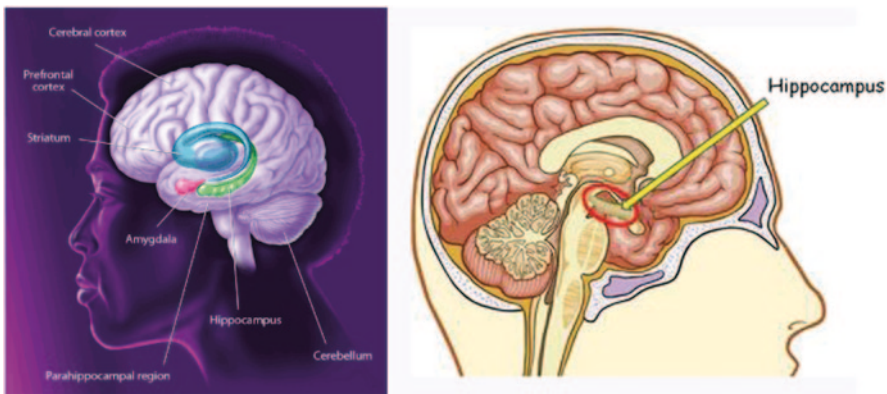 Cerebral cortex
Prefrontal
cortex
Striatum
Amygdala
Hippocampus
Cerebellum
Parahippocampal region
Hippocampus